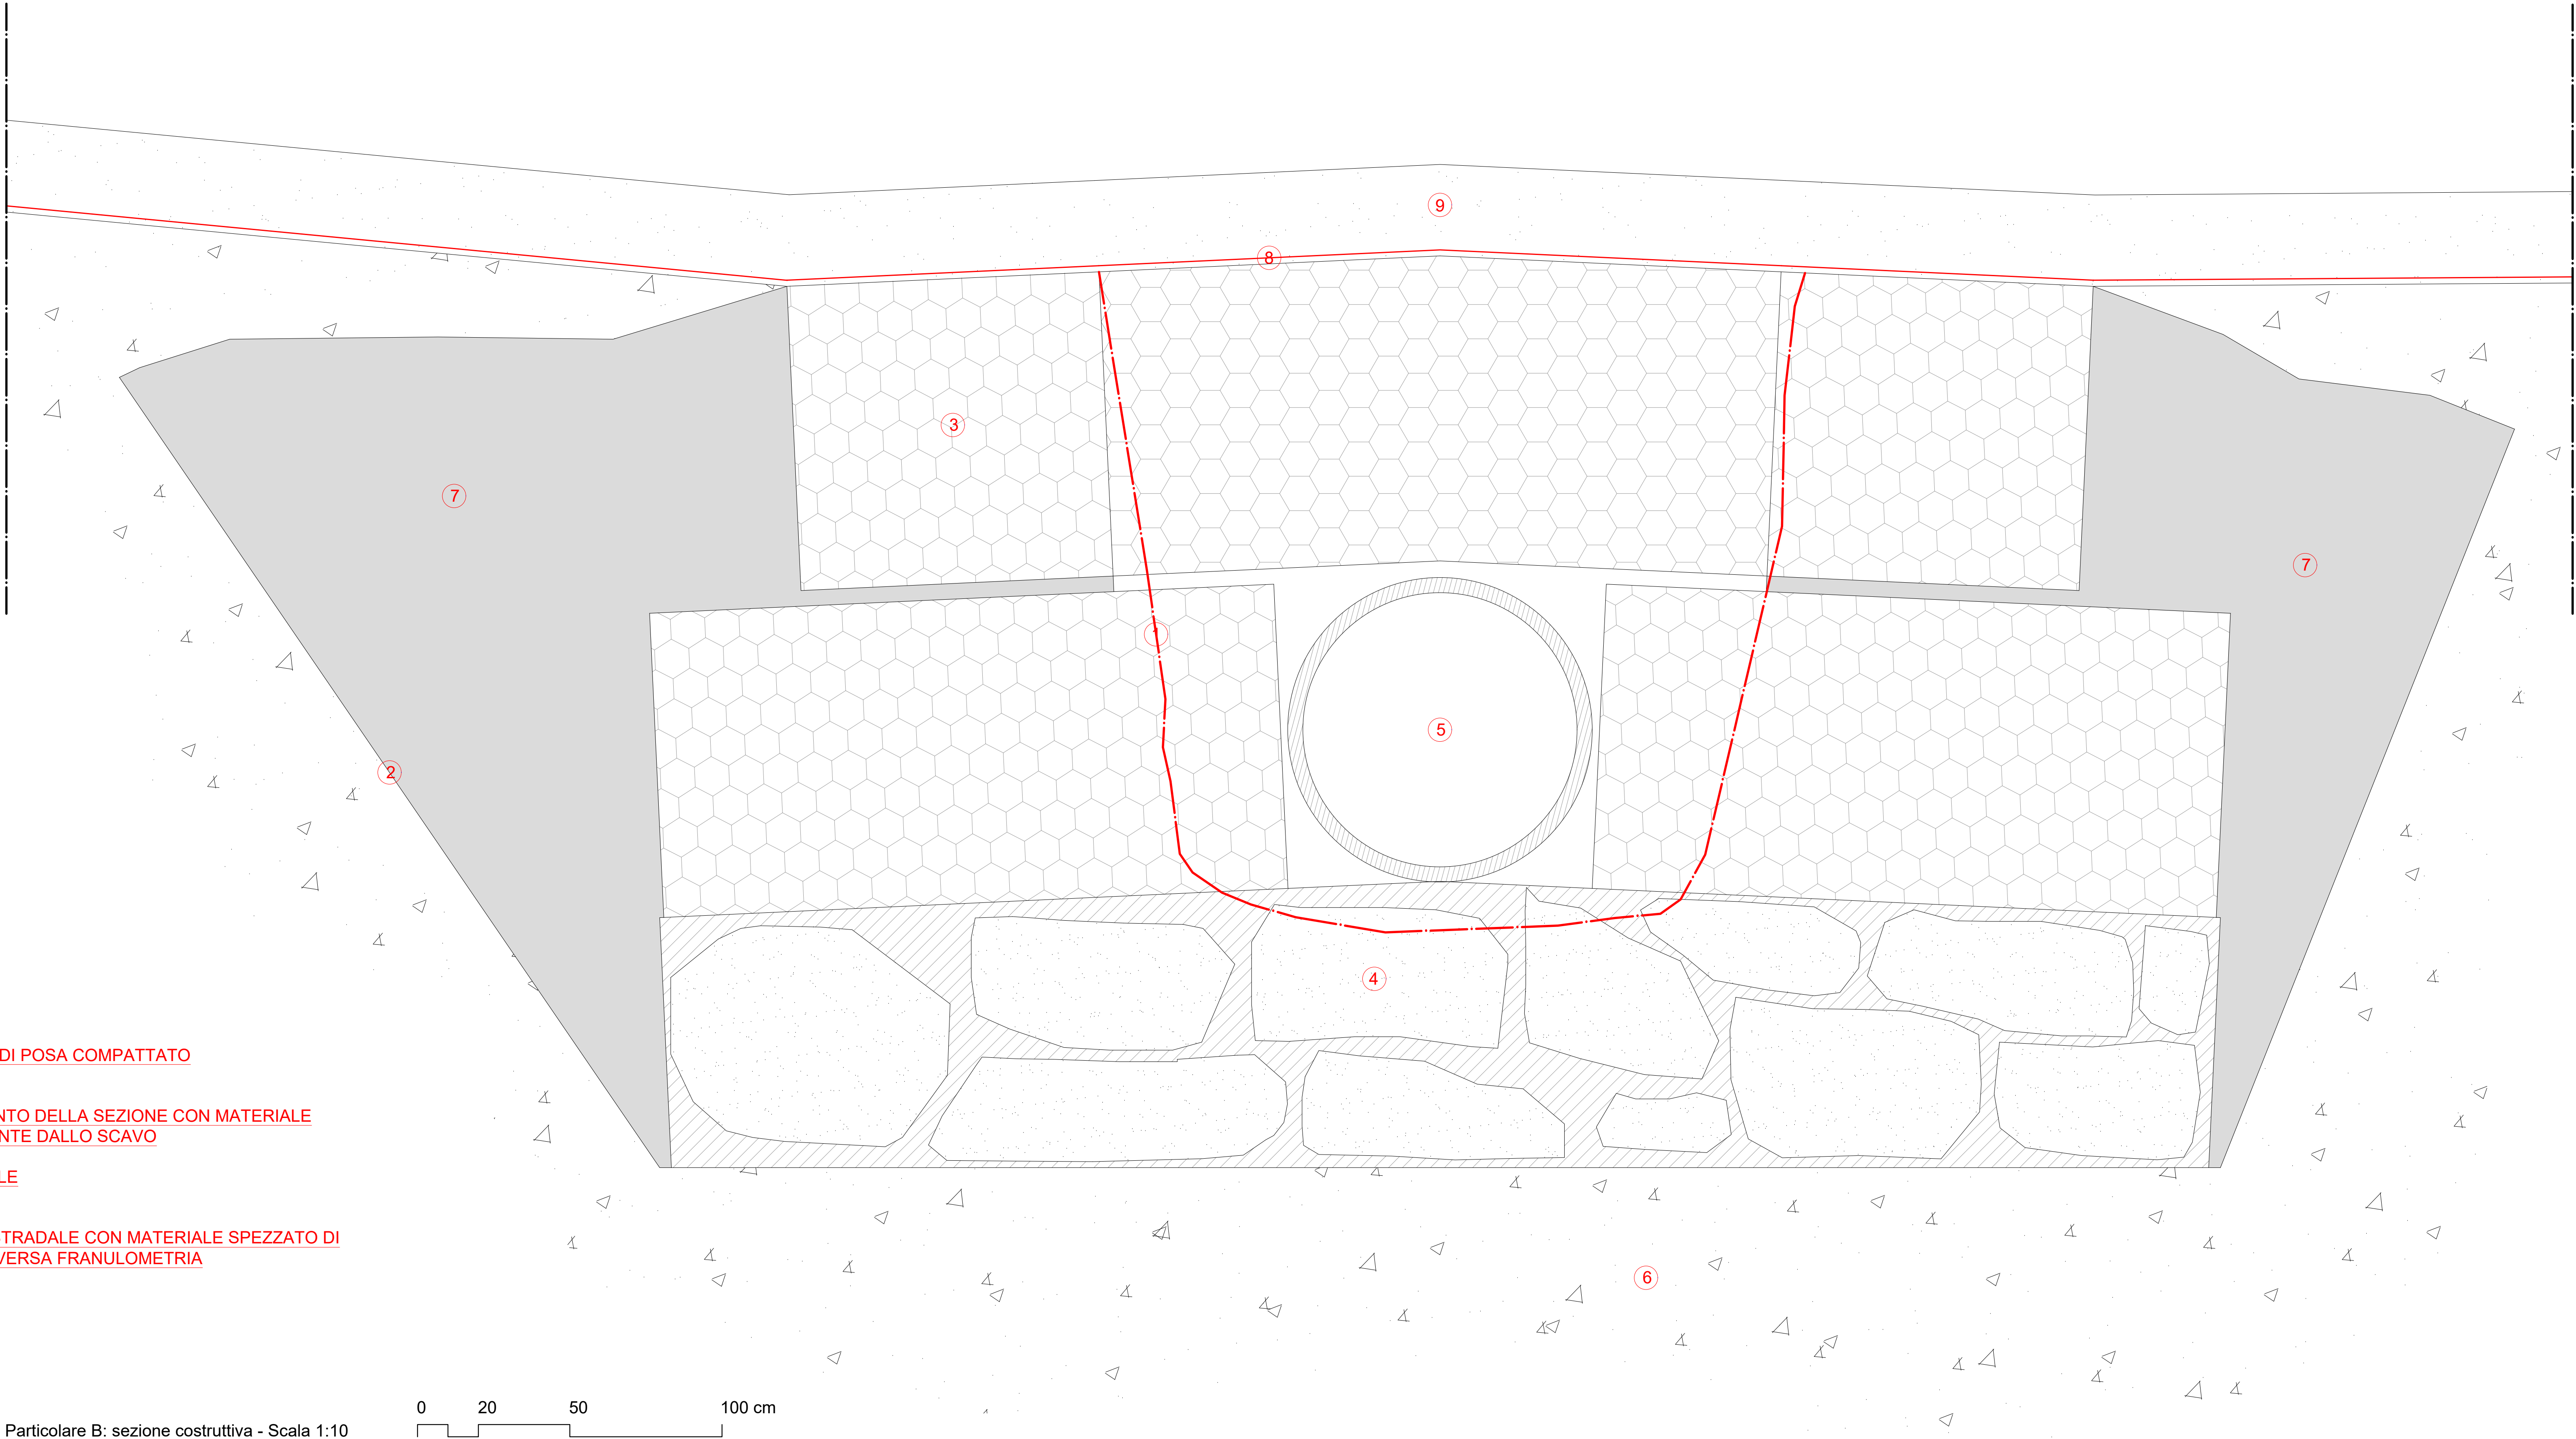 9
8
3
7
7
1
5
2
4
DI POSA COMPATTATO
NTO DELLA SEZIONE CON MATERIALE
NTE DALLO SCAVO
LE
STRADALE CON MATERIALE SPEZZATO DI
VERSA FRANULOMETRIA
6
0 20 50 100 cm
Particolare B: sezione costruttiva - Scala 1:10